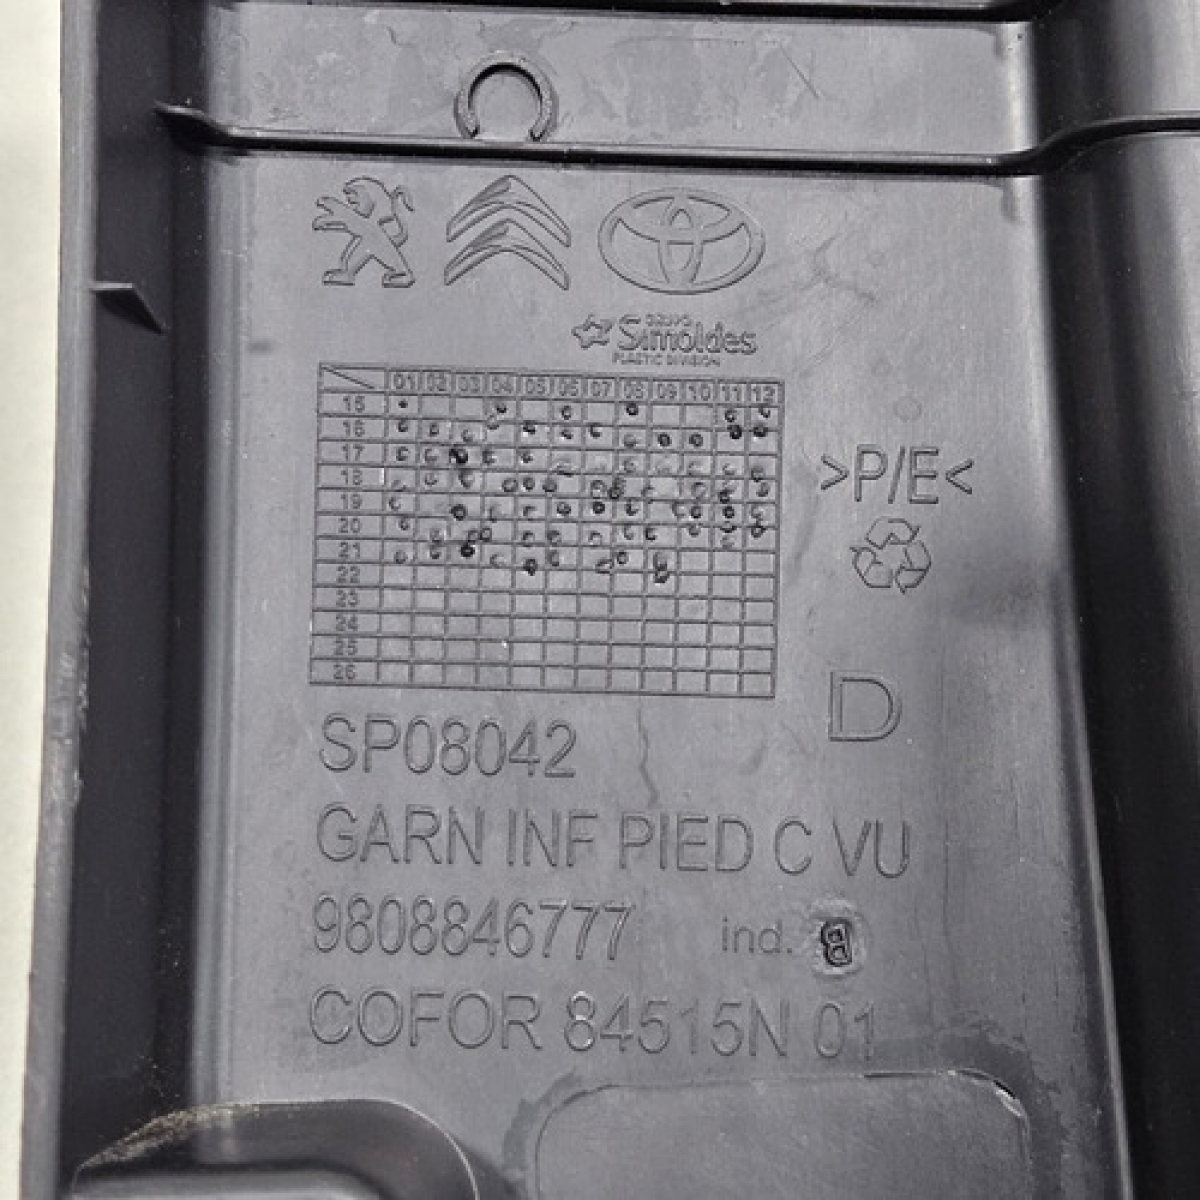 GRUPO
Simoldes
PLASTIC DIVISION
01 02 03 04 05 06 07 08 09 10 11 12
15
16
17
18
19
20
21
22
23
24
25
26
>P/E<
D
SP08042
GARN INF PIED C VU
9808846777 ind. B
COFOR 84515N 01